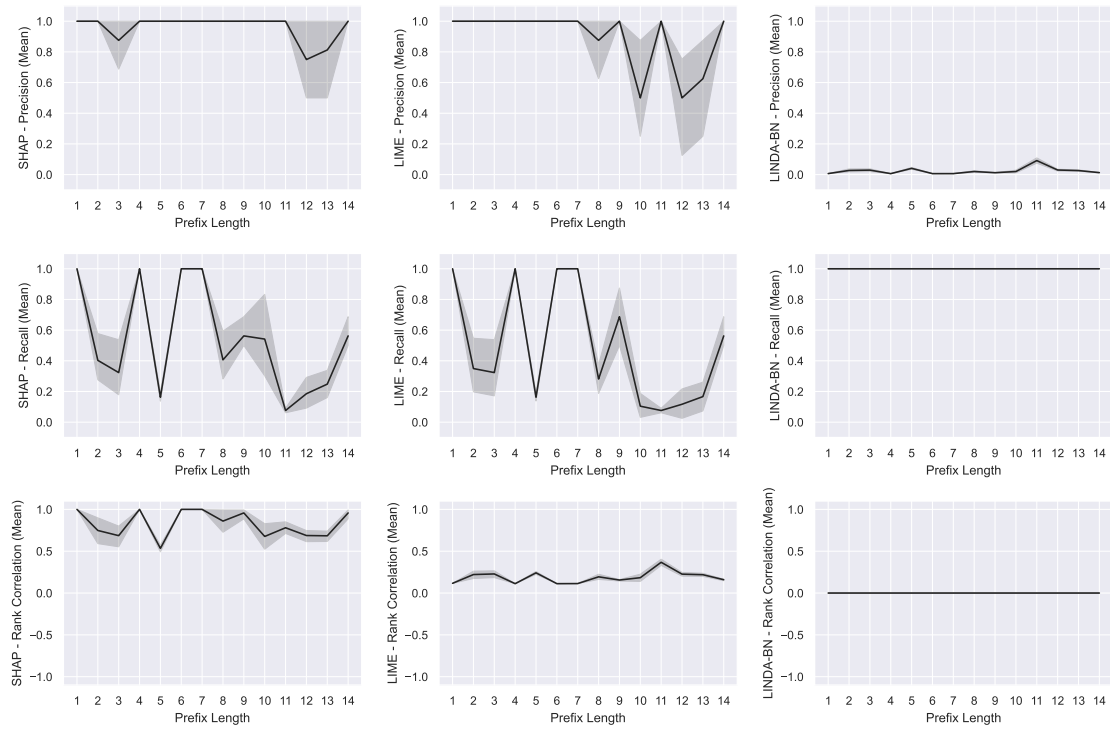 SHAP - Precision (Mean)
1.0
0.8
0.6
0.4
0.2
0.0
1 2 3 4 5 6 7 8 9 10 11 12 13 14
Prefix Length
LIME - Precision (Mean)
1.0
0.8
0.6
0.4
0.2
0.0
1 2 3 4 5 6 7 8 9 10 11 12 13 14
Prefix Length
LINDA-BN - Precision (Mean)
1.0
0.8
0.6
0.4
0.2
0.0
1 2 3 4 5 6 7 8 9 10 11 12 13 14
Prefix Length
SHAP - Recall (Mean)
1.0
0.8
0.6
0.4
0.2
0.0
1 2 3 4 5 6 7 8 9 10 11 12 13 14
Prefix Length
LIME - Recall (Mean)
1.0
0.8
0.6
0.4
0.2
0.0
1 2 3 4 5 6 7 8 9 10 11 12 13 14
Prefix Length
LINDA-BN - Recall (Mean)
1.0
0.8
0.6
0.4
0.2
0.0
1 2 3 4 5 6 7 8 9 10 11 12 13 14
Prefix Length
SHAP - Rank Correlation (Mean)
1.0
0.5
0.0
−0.5
−1.0
1 2 3 4 5 6 7 8 9 10 11 12 13 14
Prefix Length
LIME - Rank Correlation (Mean)
1.0
0.5
0.0
−0.5
−1.0
1 2 3 4 5 6 7 8 9 10 11 12 13 14
Prefix Length
LINDA-BN - Rank Correlation (Mean)
1.0
0.5
0.0
−0.5
−1.0
1 2 3 4 5 6 7 8 9 10 11 12 13 14
Prefix Length